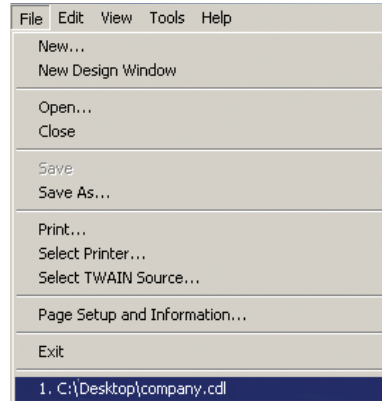 File Edit View Tools Help
New...
New Design Window
Open...
Close
Save
Save As...
Print...
Select Printer...
Select TWAIN Source...
Page Setup and Information...
Exit
1. C:\Desktop\company.cdl